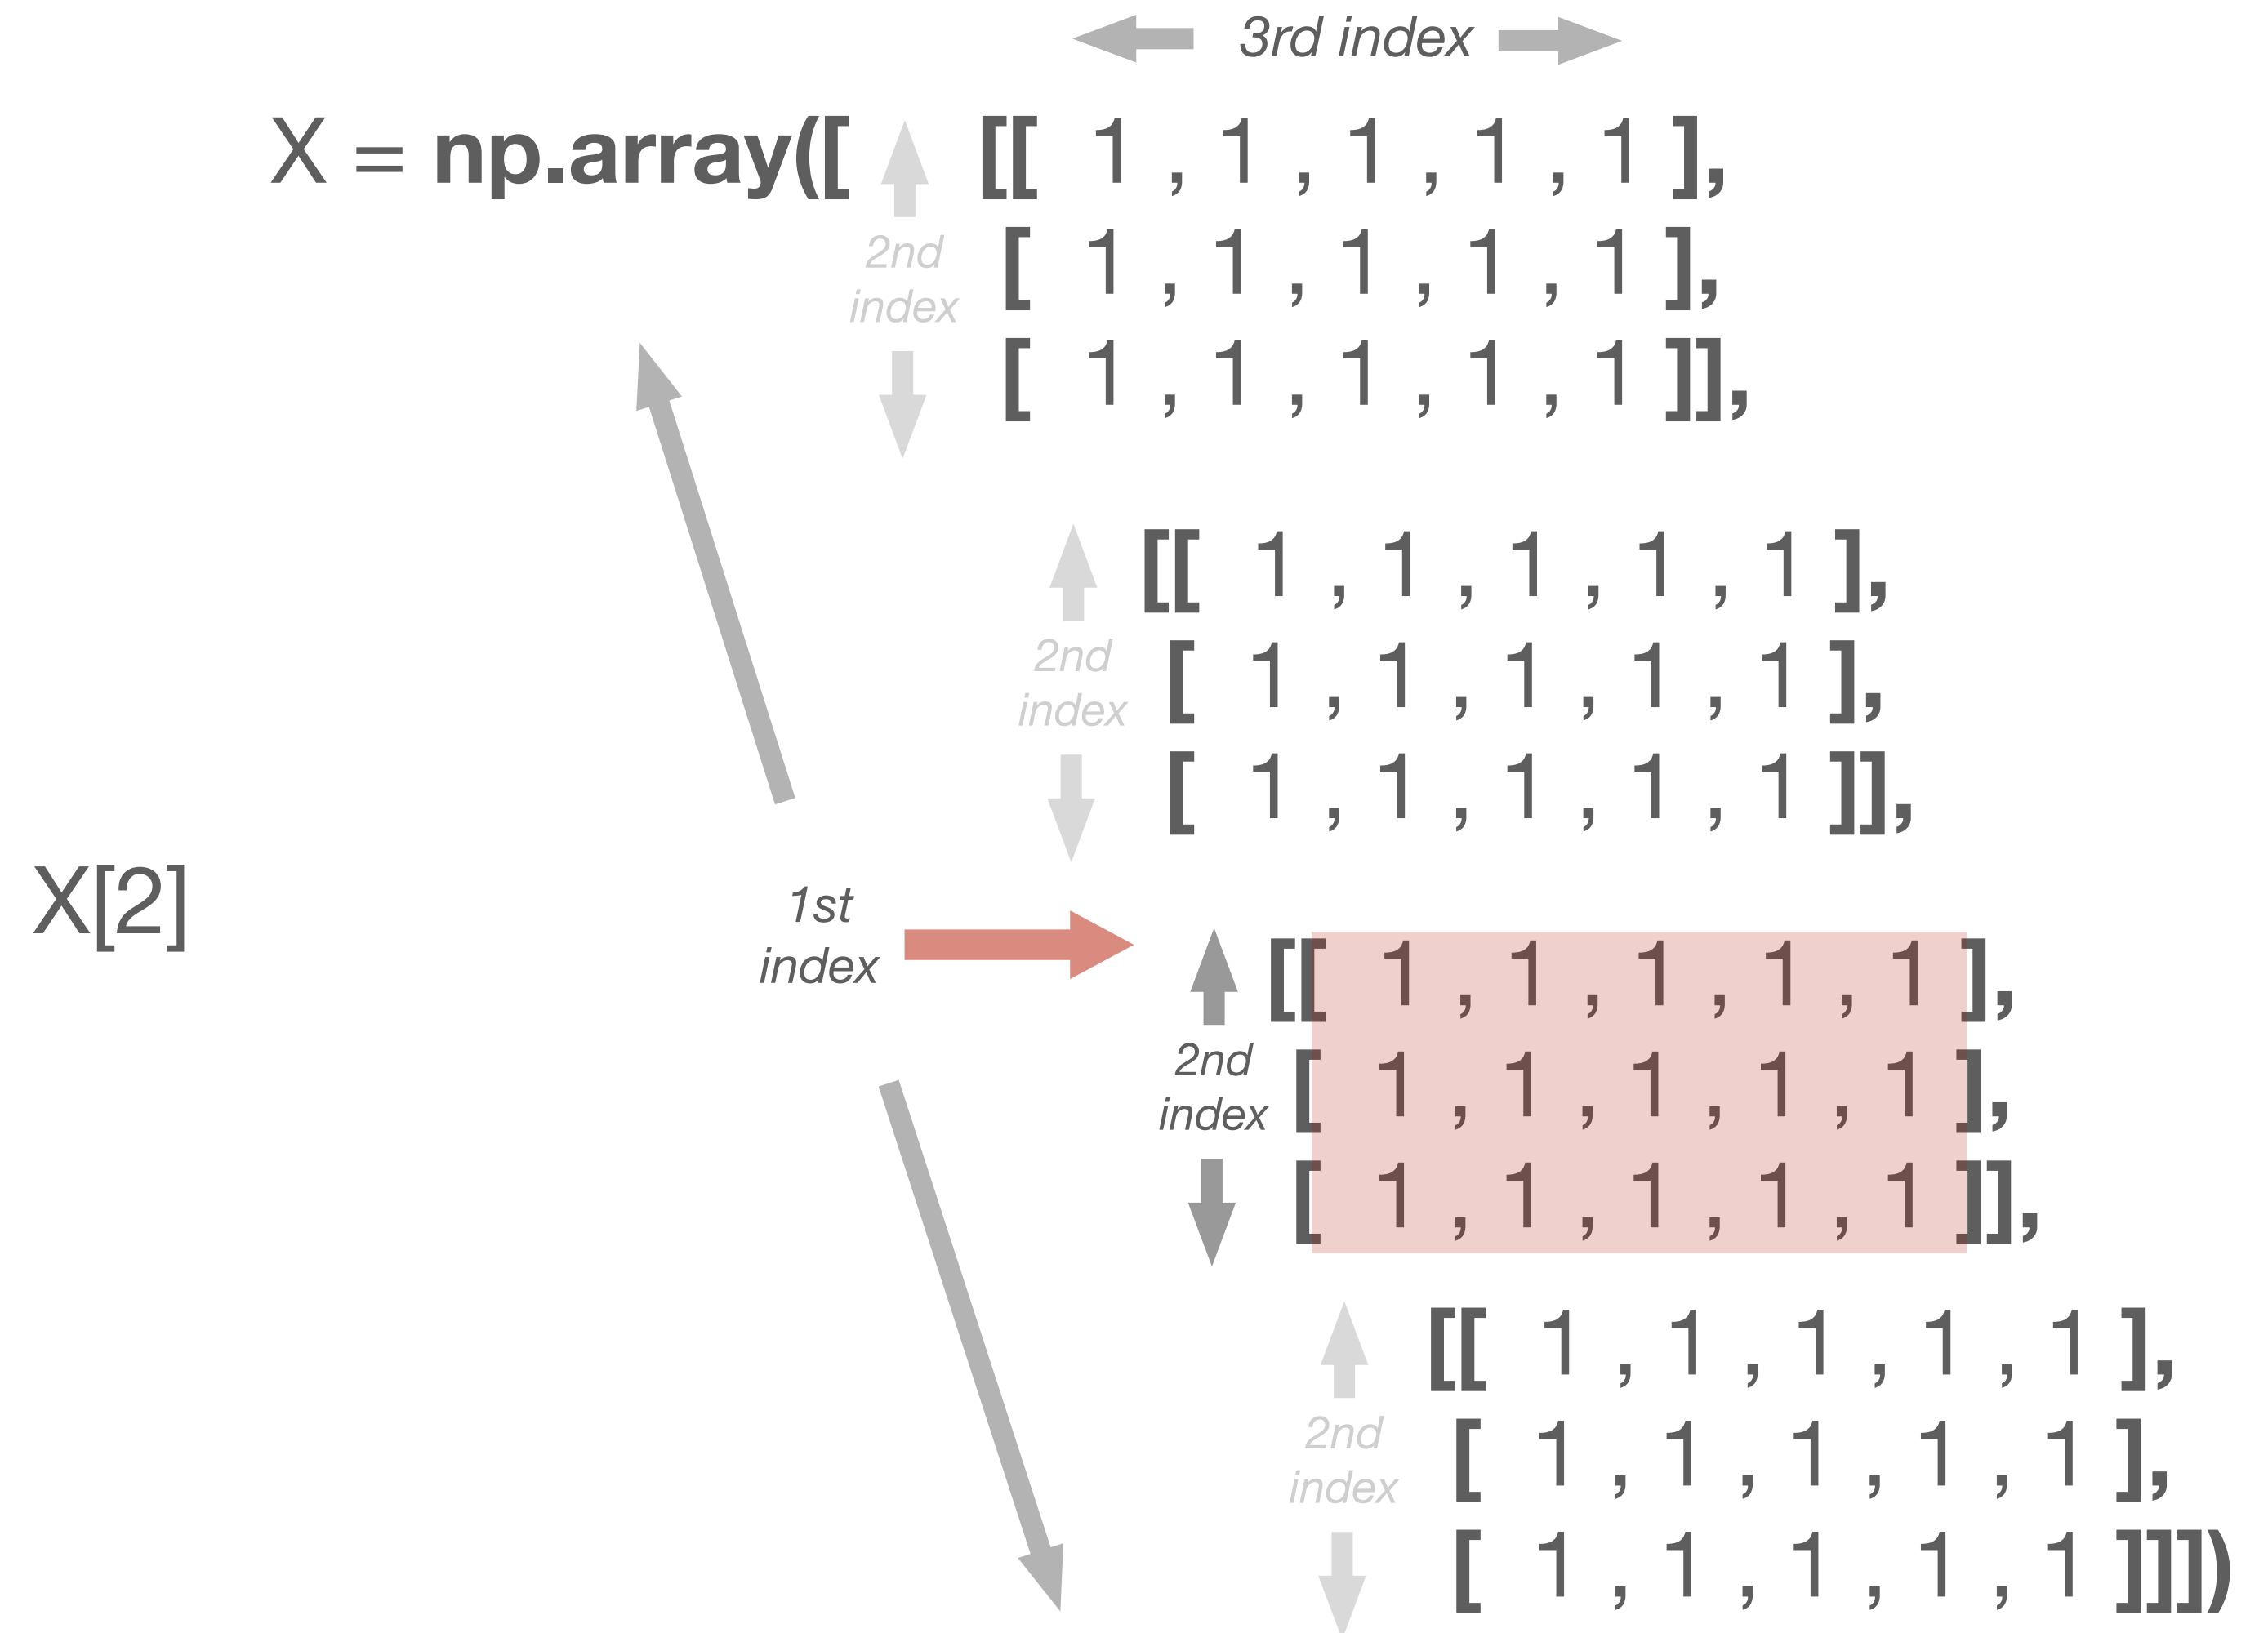 3rd index
X = np.array([ [[ 1 , 1 , 1 , 1 , 1 ],
2nd
index
[ 1 , 1 , 1 , 1 , 1 ],
[ 1 , 1 , 1 , 1 , 1 ]],
[[ 1 , 1 , 1 , 1 , 1 ],
2nd
index
[ 1 , 1 , 1 , 1 , 1 ],
[ 1 , 1 , 1 , 1 , 1 ]],
X[2]
1st
index
[[ 1 , 1 , 1 , 1 , 1 ],
2nd
index
[ 1 , 1 , 1 , 1 , 1 ],
[ 1 , 1 , 1 , 1 , 1 ]],
[[ 1 , 1 , 1 , 1 , 1 ],
2nd
index
[ 1 , 1 , 1 , 1 , 1 ],
[ 1 , 1 , 1 , 1 , 1 ]]])